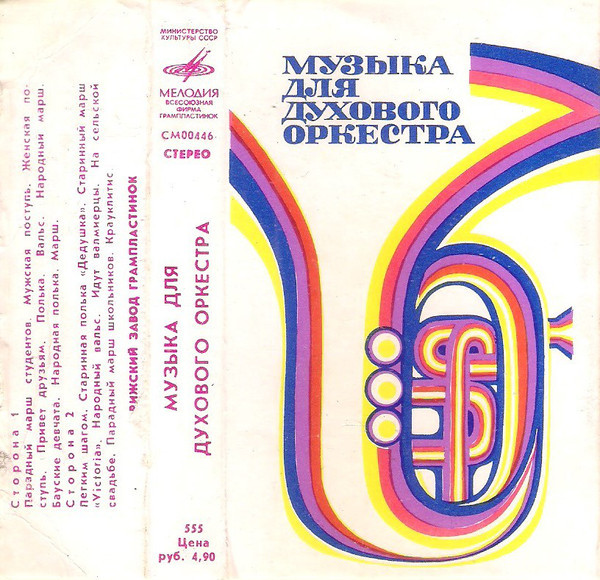 Сторона 1
Парадный марш студентов. Мужская поступь. Женская по-
ступь. Привет друзьям. Полька. Вальс. Народный марш.
Бауские девчата. Народная полька. Марш.
Сторона 2
Легким шагом. Старинная полька «Дедушка». Старинный марш
«Victoria». Народный вальс. Идут валмиерцы. На сельской
свадьбе. Парадный марш школьников. Крауклитис
РИЖСКИЙ ЗАВОД ГРАМПЛАСТИНОК
МИНИСТЕРСТВО
КУЛЬТУРЫ СССР
МЕЛОДИЯ
ВСЕСОЮЗНАЯ
ФИРМА
ГРАМПЛАСТИНОК
СМ00446
СТЕРЕО
МУЗЫКА ДЛЯ
ДУХОВОГО ОРКЕСТРА
555
Цена
руб. 4,90
МУЗЫКА
ДЛЯ
ДУХОВОГО
ОРКЕСТРА